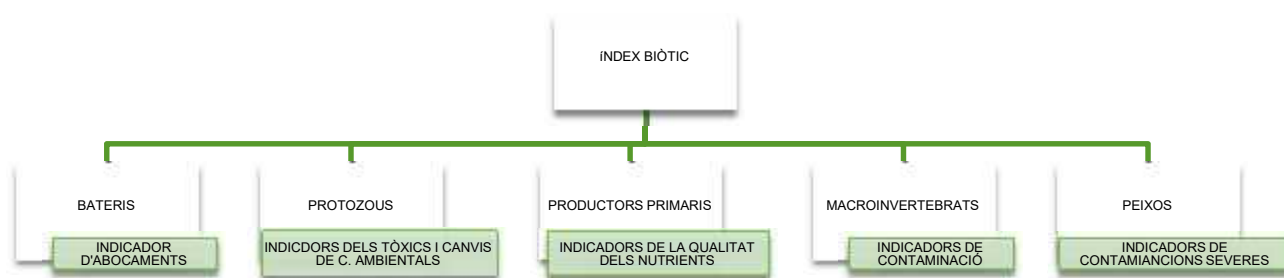 íNDEX BIÒTIC
BATERIS
INDICADOR
D'ABOCAMENTS
PROTOZOUS
INDICDORS DELS TÒXICS I CANVIS
DE C. AMBIENTALS
PRODUCTORS PRIMARIS
INDICADORS DE LA QUALITAT
DELS NUTRIENTS
MACROINVERTEBRATS
INDICADORS DE
CONTAMINACIÓ
PEIXOS
INDICADORS DE
CONTAMIANCIONS SEVERES